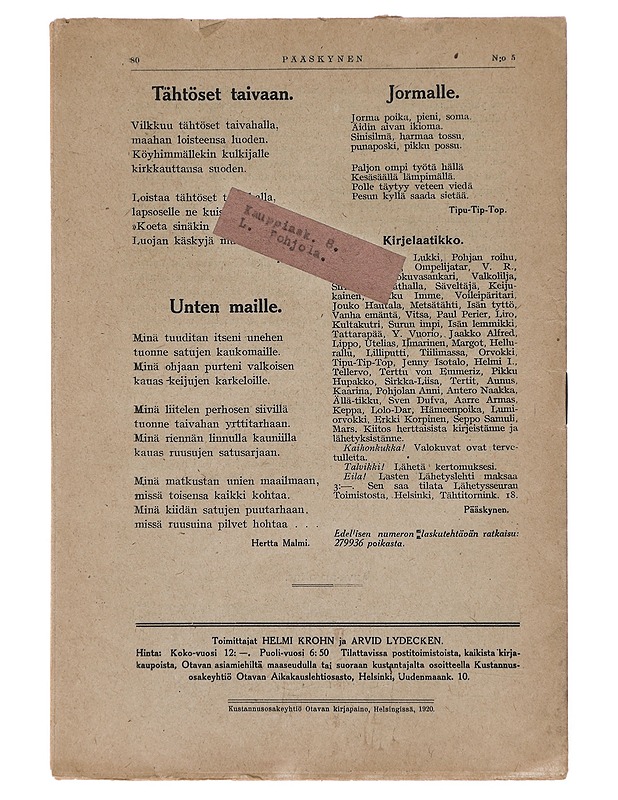 80
PÄÄSKYNEN
N:o 5
Tähtöset taivaan.
Vilkkuu tähtöset taivahalla,
maahan loisteensa luoden.
Köyhimmällekin kulkijalle
kirkkauttansa suoden.
Loistaa tähtöset
lapsoselle ne
»Koeta sinäkin
Luojan käskyjä
Unten maille.
Minä tuuditan itseni unehen
tuonne satujen kaukomaille.
Minä ohjaan purteni valkoisen
kauas keijujen karkeloille.
Minä liitelen perhosen siivillä
tuonne taivahan yrttitarhaan.
Minä riennän linnulla kauniilla
kauas ruusujen satusarjaan.
Minä matkustan unien maailmaan,
missä toisensa kaikki kohtaa.
Minä kiidän satujen puutarhaan,
missä ruusuina pilvet hohtaa . . .
Hertta Malmi.
Jormalle.
Jorma poika, pieni, soma
Äidin aivan ikioma.
Sinisilmä, harmaa tossu,
punaposki, pikku possu.
Paljon ompi työtä hällä
Kesäsäällä lämpimällä.
Polle täytyy veteen viedä
Pesun kyllä saada sietää.
Tipu-Tip-Top.
Kauppiask. 8.
L. Pohjola.
Kirjelaatikko.
Lukki, Pohjan roihu,
Ompelijatar, V. R.,
Valkolilja,
Säveltäjä, Keiju-
kainen, Imme, Voileipäritari,
Jouko Hautala, Metsätähti, Isän tyttö,
Vanha emäntä, Vitsa, Paul Perier, Liro,
Kultakutri, Surun impi, Isän lemmikki,
Tattarapää, Y. Vuorio, Jaakko Alfred,
Lippo, Utelias, Ilmarinen, Margot, Hellu-
rallu, Lilliputti, Tiilimassa, Orvokki,
Tipu-Tip-Top, Jenny Isotalo, Helmi I.,
Tellervo, Terttu von Emmeriz, Pikku
Hupakko, Sirkka-Liisa, Tertit, Aunus,
Kaarina, Pohjolan Anni, Antero Naakka,
Ällä-tikku, Sven Dufva, Aarre Armas,
Keppa, Lolo-Dar, Hämeenpoika, Lumi-
orvokki, Erkki Korpinen, Seppo Samuli,
Mars. Kiitos herttaisista kirjeistänne ja
lähetyksistänne.
Kaihonkukka! Valokuvat ovat terve-
tulleita.
Talvikki! Lähetä kertomuksesi.
Eila! Lasten Lähetyslehti maksaa
3:—. Sen saa tilata Lähetysseuran
Toimistosta, Helsinki, Tähtitornink. 18.
Pääskynen.
Edellisen numeron laskutehtävän ratkaisu:
279936 poikasta.
Toimittajat HELMI KROHN ja ARVID LYDECKEN.
Hinta: Koko-vuosi 12: —. Puoli-vuosi 6: 50 Tilattavissa postitoimistoista, kaikista kirja-
kaupoista, Otavan asiamiehiltä maaseudulla tai suoraan kustantajalta osoitteella Kustannus-
osakeyhtiö Otavan Aikakauslehtiosasto, Helsinki, Uudenmaank. 10.
Kustannusosakeyhtiö Otavan kirjapaino, Helsingissä, 1920.